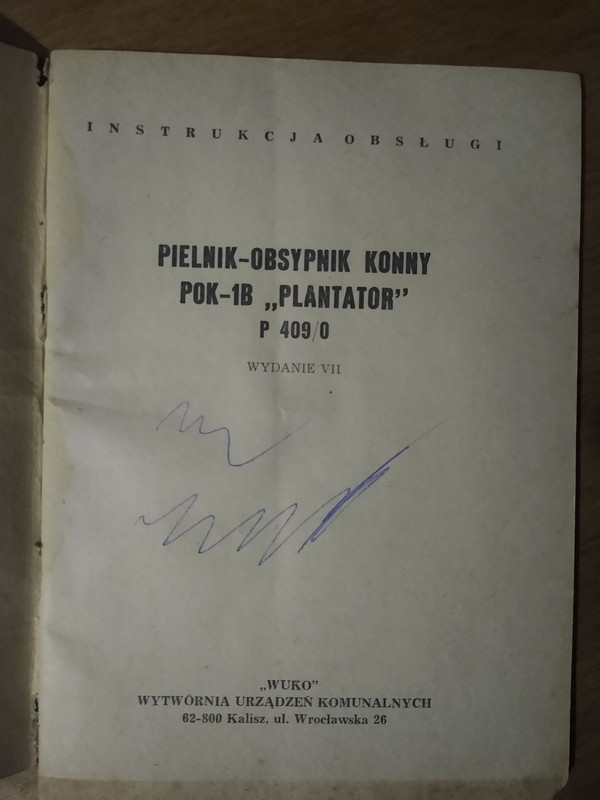 INSTRUKCJA OBSŁUGI
PIELNIK-OBSYPNIK KONNY
POK-1B „PLANTATOR”
P 409/0
WYDANIE VII
„WUKO”
WYTWÓRNIA URZĄDZEŃ KOMUNALNYCH
62-800 Kalisz, ul. Wrocławska 26